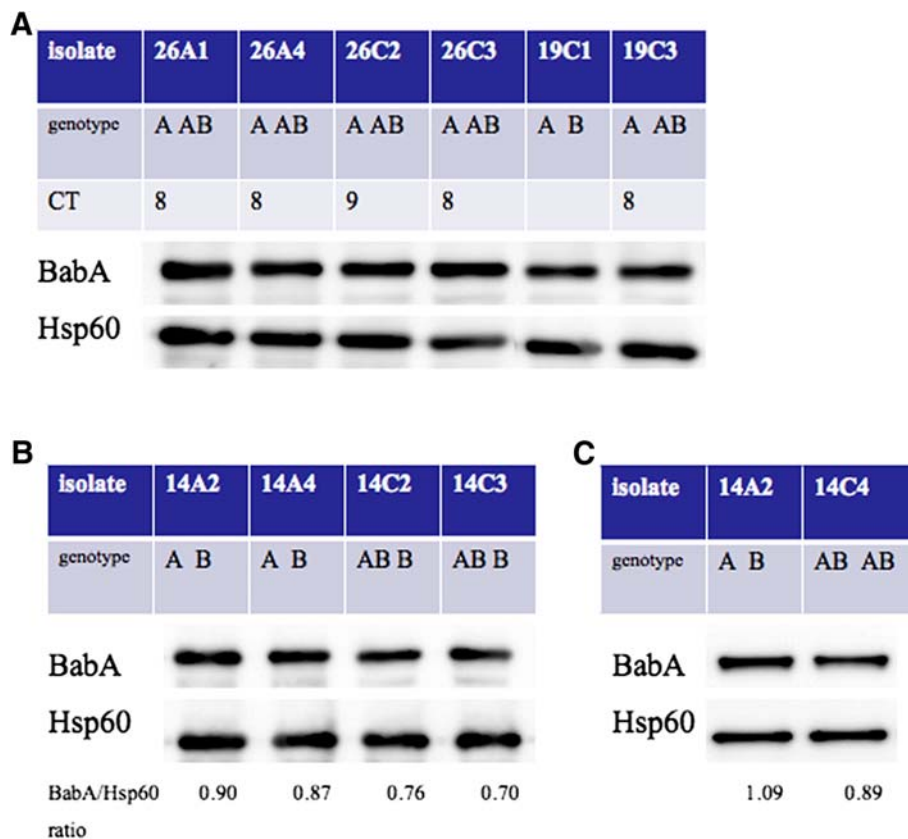 A
isolate 26A1 26A4 26C2 26C3 19C1 19C3
genotype A AB A AB A AB A AB A B A AB
CT 8 8 9 8 8
BabA
Hsp60
B
isolate 14A2 14A4 14C2 14C3
genotype A B A B AB B AB B
BabA
Hsp60
BabA/Hsp60 0.90 0.87 0.76 0.70
ratio
C
isolate 14A2 14C4
genotype A B AB AB
BabA
Hsp60
1.09 0.89